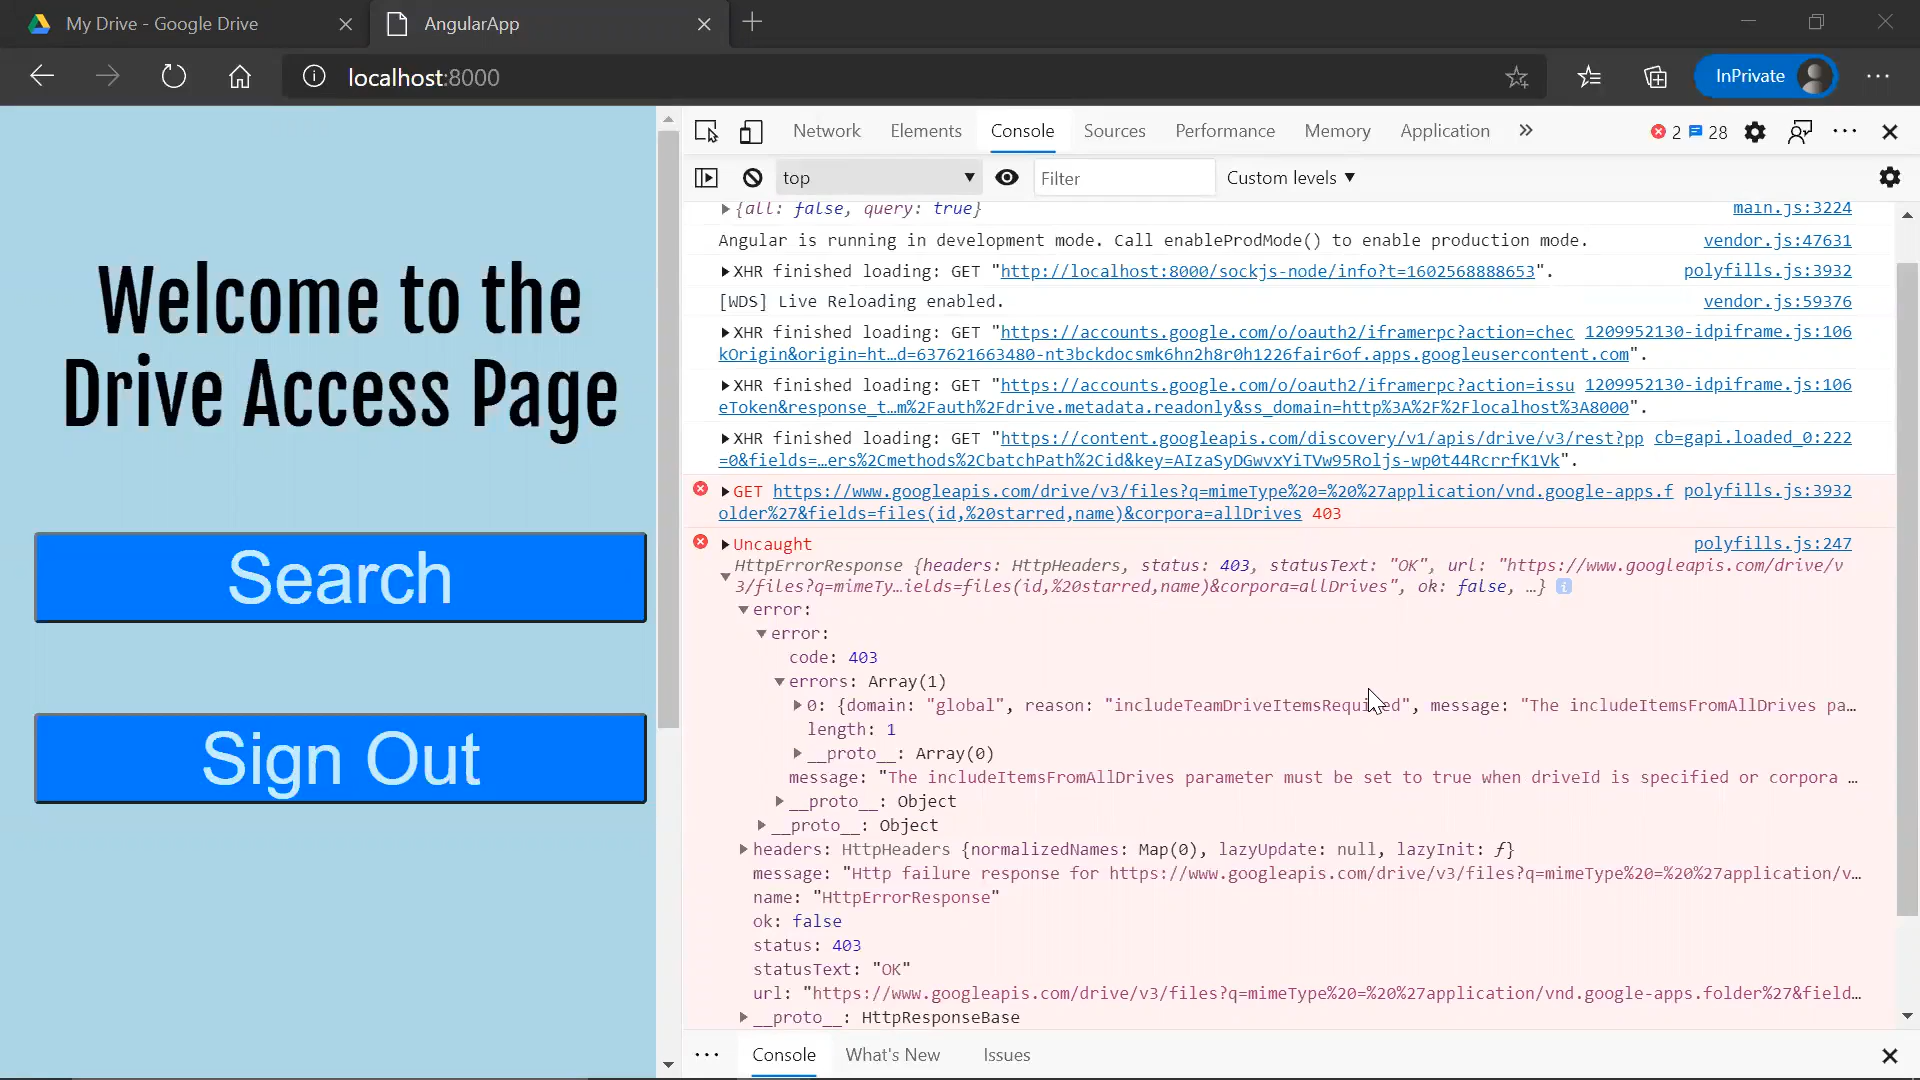 My Drive - Google Drive
AngularApp
localhost:8000
InPrivate
Welcome to the
Drive Access Page
Search
Sign Out
Network Elements Console Sources Performance Memory Application » 2 28
top Filter Custom levels
{all: false, query: true} main.js:3224
Angular is running in development mode. Call enableProdMode() to enable production mode. vendor.js:47631
XHR finished loading: GET "http://localhost:8000/sockjs-node/info?t=1602568888653". polyfills.js:3932
[WDS] Live Reloading enabled. vendor.js:59376
XHR finished loading: GET "https://accounts.google.com/o/oauth2/iframerpc?action=chec 1209952130-idpiframe.js:106
kOrigin&origin=ht…d=637621663480-nt3bckdocsmk6hn2h8r0h1226fair6of.apps.googleusercontent.com".
XHR finished loading: GET "https://accounts.google.com/o/oauth2/iframerpc?action=issu 1209952130-idpiframe.js:106
eToken&response_t…m%2Fauth%2Fdrive.metadata.readonly&ss_domain=http%3A%2F%2Flocalhost%3A8000".
XHR finished loading: GET "https://content.googleapis.com/discovery/v1/apis/drive/v3/rest?pp cb=gapi.loaded_0:222
=0&fields=…ers%2Cmethods%2CbatchPath%2Cid&key=AIzaSyDGwvxYiTVw95Roljs-wp0t44RcrrfK1Vk".
GET https://www.googleapis.com/drive/v3/files?q=mimeType%20=%20%27application/vnd.google-apps.f polyfills.js:3932
older%27&fields=files(id,%20starred,name)&corpora=allDrives 403
Uncaught polyfills.js:247
HttpErrorResponse {headers: HttpHeaders, status: 403, statusText: "OK", url: "https://www.googleapis.com/drive/v
3/files?q=mimeTy…ields=files(id,%20starred,name)&corpora=allDrives", ok: false, …} i
error:
error:
code: 403
errors: Array(1)
0: {domain: "global", reason: "includeTeamDriveItemsRequired", message: "The includeItemsFromAllDrives pa…
length: 1
__proto__: Array(0)
message: "The includeItemsFromAllDrives parameter must be set to true when driveId is specified or corpora …
__proto__: Object
__proto__: Object
headers: HttpHeaders {normalizedNames: Map(0), lazyUpdate: null, lazyInit: ƒ}
message: "Http failure response for https://www.googleapis.com/drive/v3/files?q=mimeType%20=%20%27application/v…
name: "HttpErrorResponse"
ok: false
status: 403
statusText: "OK"
url: "https://www.googleapis.com/drive/v3/files?q=mimeType%20=%20%27application/vnd.google-apps.folder%27&field…
__proto__: HttpResponseBase
Console What's New Issues